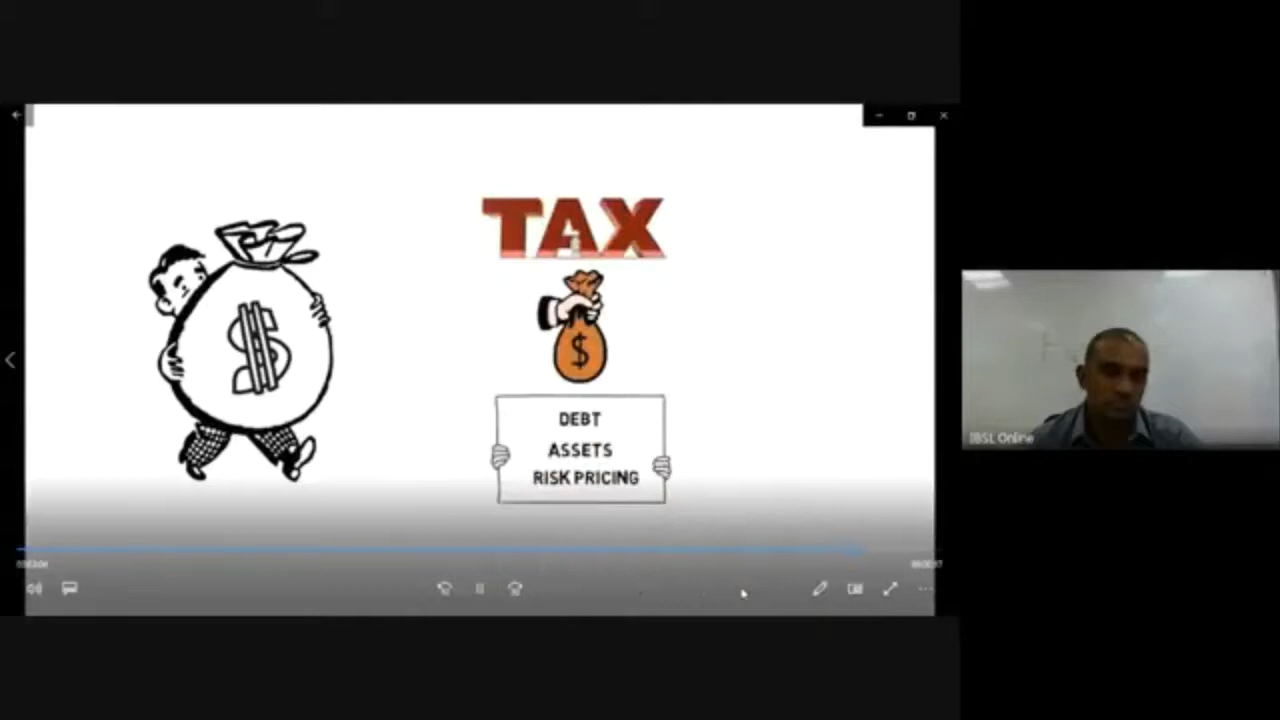 TAX
$
$
DEBT
ASSETS
RISK PRICING
IBSL Online